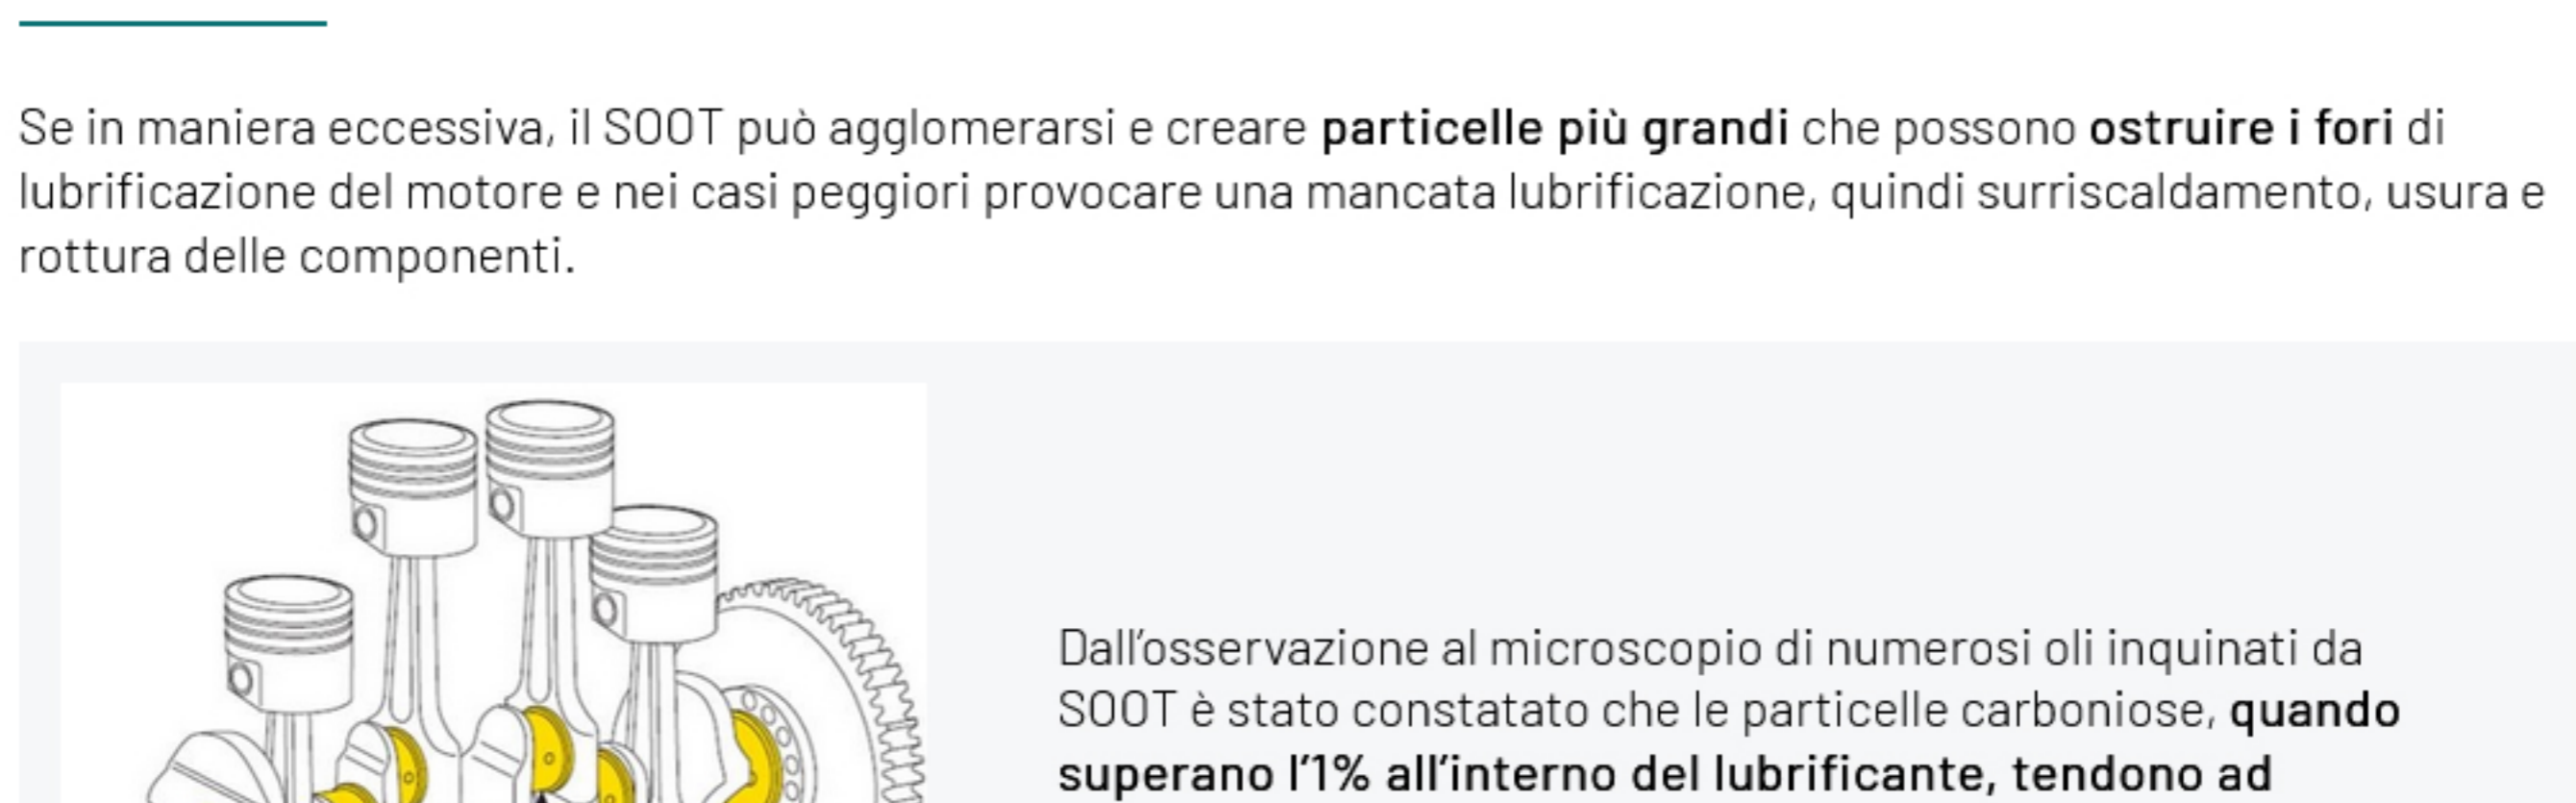 Se in maniera eccessiva, il SOOT può agglomerarsi e creare particelle più grandi che possono ostruire i fori di
lubrificazione del motore e nei casi peggiori provocare una mancata lubrificazione, quindi surriscaldamento, usura e
rottura delle componenti.
Dall’osservazione al microscopio di numerosi oli inquinati da
SOOT è stato constatato che le particelle carboniose, quando
superano l’1% all’interno del lubrificante, tendono ad